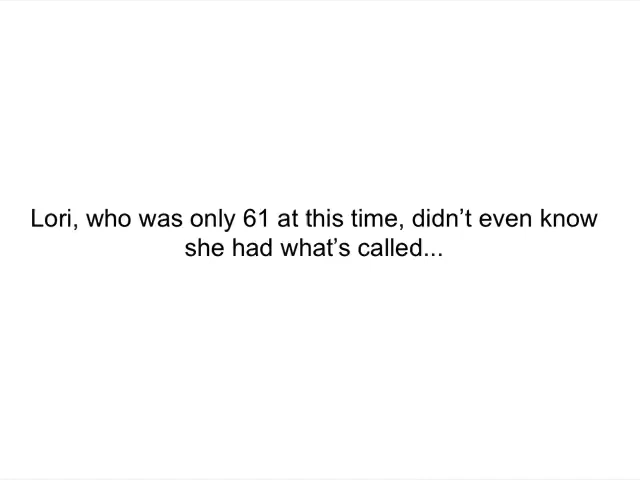 Lori, who was only 61 at this time, didn’t even know
she had what’s called...